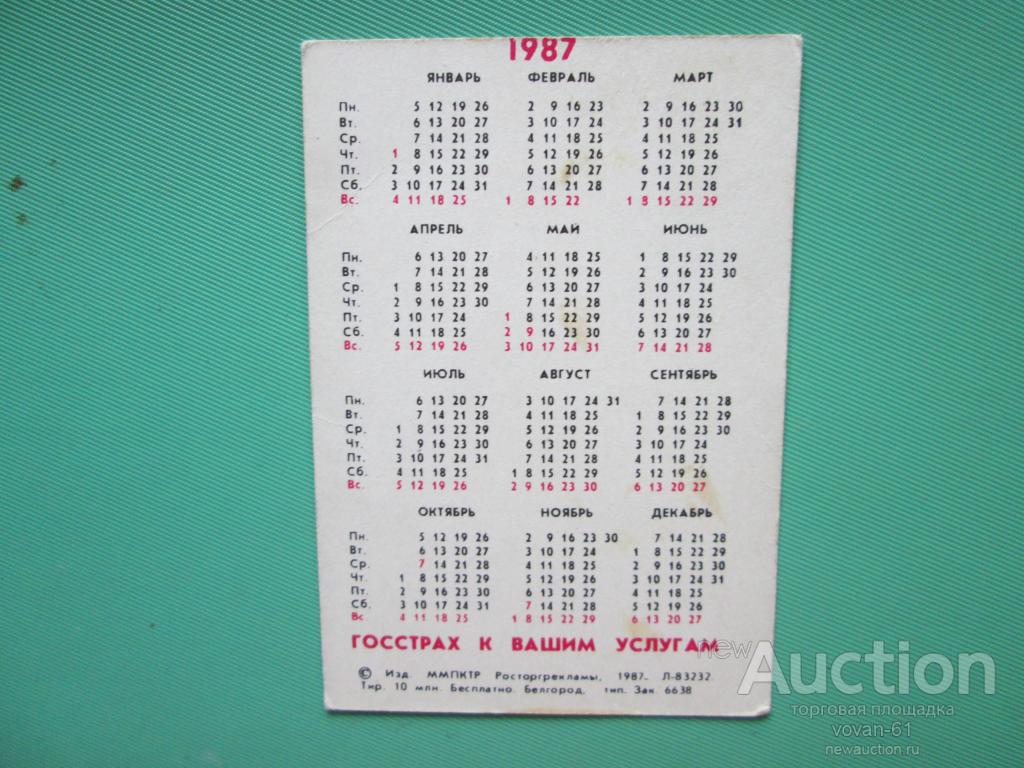 1987
ЯНВАРЬ ФЕВРАЛЬ МАРТ
Пн. 5 12 19 26 2 9 16 23 2 9 16 23 30
Вт. 6 13 20 27 3 10 17 24 3 10 17 24 31
Ср. 7 14 21 28 4 11 18 25 4 11 18 25
Чт. 1 8 15 22 29 5 12 19 26 5 12 19 26
Пт. 2 9 16 23 30 6 13 20 27 6 13 20 27
Сб. 3 10 17 24 31 7 14 21 28 7 14 21 28
Вс. 4 11 18 25 1 8 15 22 1 8 15 22 29
АПРЕЛЬ МАЙ ИЮНЬ
Пн. 6 13 20 27 4 11 18 25 1 8 15 22 29
Вт. 7 14 21 28 5 12 19 26 2 9 16 23 30
Ср. 1 8 15 22 29 6 13 20 27 3 10 17 24
Чт. 2 9 16 23 30 7 14 21 28 4 11 18 25
Пт. 3 10 17 24 1 8 15 22 29 5 12 19 26
Сб. 4 11 18 25 2 9 16 23 30 6 13 20 27
Вс. 5 12 19 26 3 10 17 24 31 7 14 21 28
ИЮЛЬ АВГУСТ СЕНТЯБРЬ
Пн. 6 13 20 27 3 10 17 24 31 7 14 21 28
Вт. 7 14 21 28 4 11 18 25 1 8 15 22 29
Ср. 1 8 15 22 29 5 12 19 26 2 9 16 23 30
Чт. 2 9 16 23 30 6 13 20 27 3 10 17 24
Пт. 3 10 17 24 31 7 14 21 28 4 11 18 25
Сб. 4 11 18 25 1 8 15 22 29 5 12 19 26
Вс. 5 12 19 26 2 9 16 23 30 6 13 20 27
ОКТЯБРЬ НОЯБРЬ ДЕКАБРЬ
Пн. 5 12 19 26 2 9 16 23 30 7 14 21 28
Вт. 6 13 20 27 3 10 17 24 1 8 15 22 29
Ср. 7 14 21 28 4 11 18 25 2 9 16 23 30
Чт. 1 8 15 22 29 5 12 19 26 3 10 17 24 31
Пт. 2 9 16 23 30 6 13 20 27 4 11 18 25
Сб. 3 10 17 24 31 7 14 21 28 5 12 19 26
Вс 4 11 18 25 1 8 15 22 29 6 13 20 27
ГОССТРАХ К ВАШИМ УСЛУГАМ
© Изд. ММПКТР Росторгрекламы, 1987. Л-83232.
Тир. 10 млн. Бесплатно. Белгород, тип. Зак. 6638
new Auction
торговая площадка
vovan-61
newauction.ru